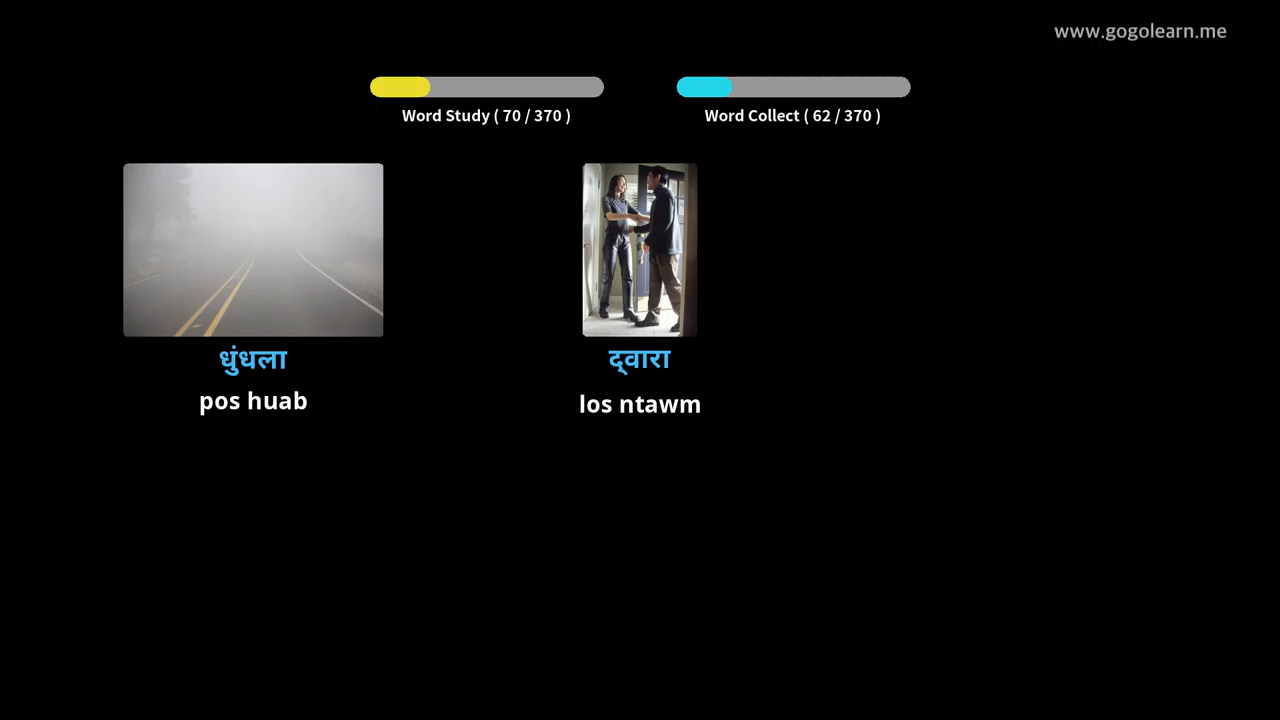 www.gogolearn.me
Word Study ( 70 / 370 )
Word Collect ( 62 / 370 )
धुंधला
pos huab
द्वारा
los ntawm